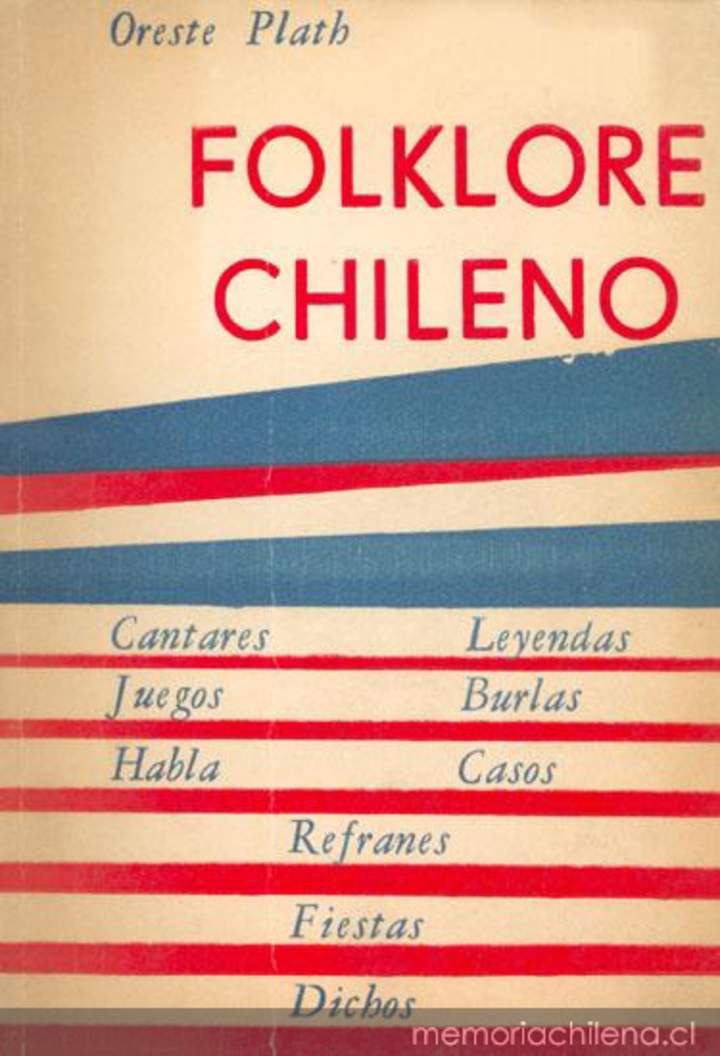 Oreste Plath
FOLKLORE
CHILENO
Cantares Leyendas
Juegos Burlas
Habla Casos
Refranes
Fiestas
Dichos
memoriachilena.cl